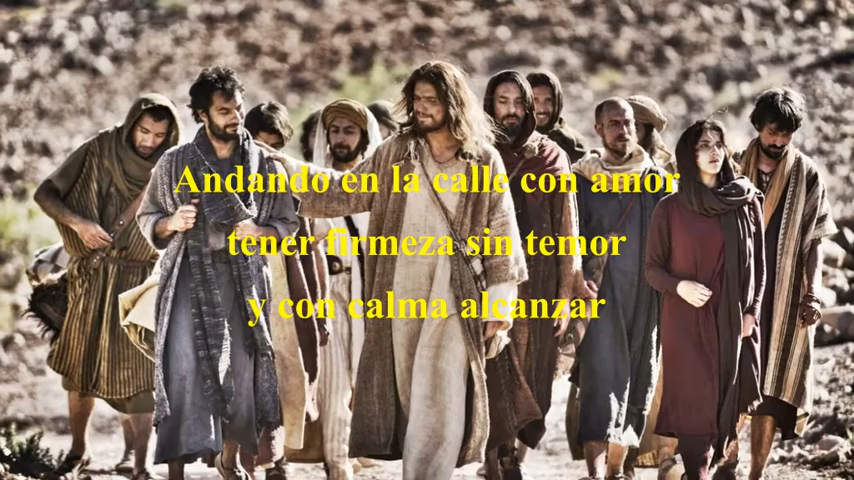 Andando en la calle con amor
tener firmeza sin temor
y con calma alcanzar